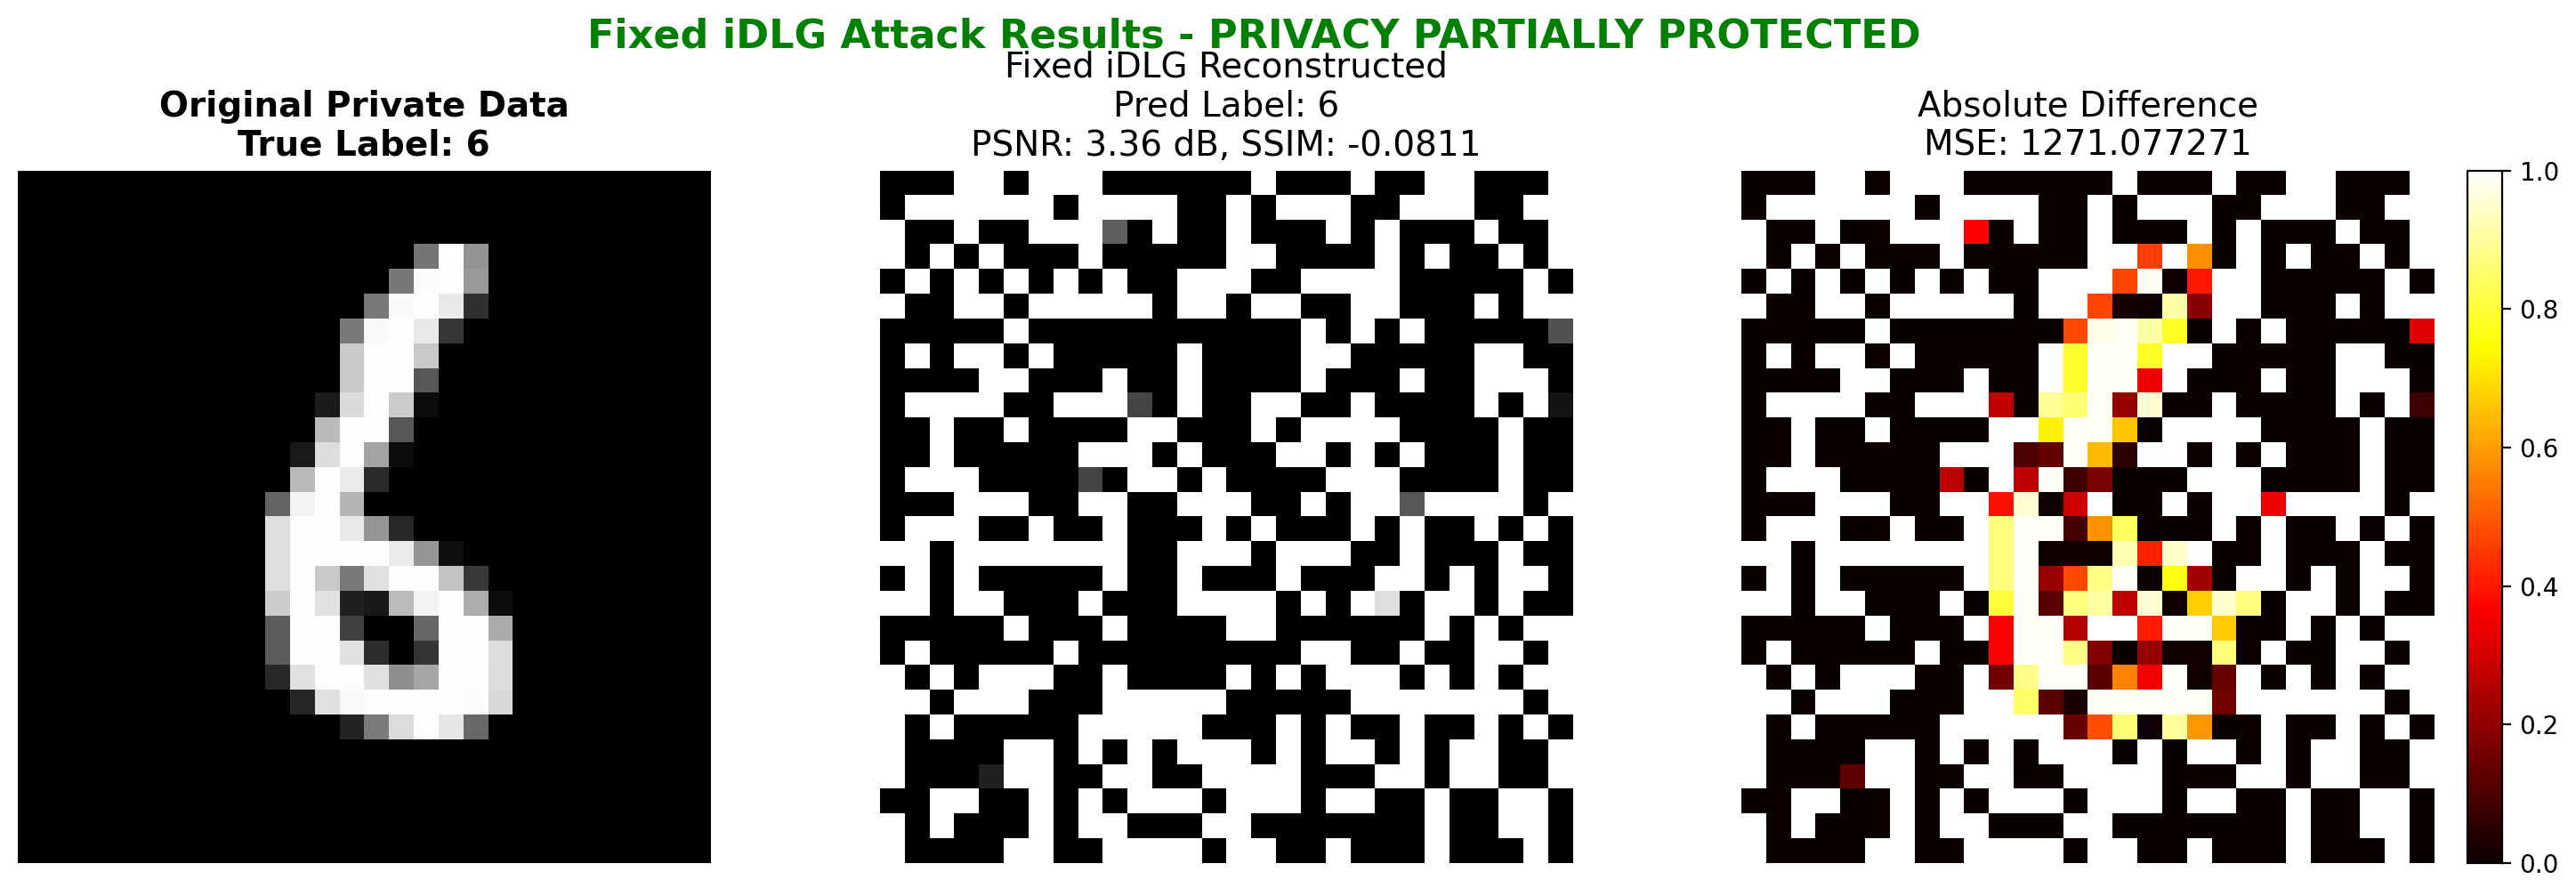 Fixed iDLG Attack Results - PRIVACY PARTIALLY PROTECTED
Original Private Data
True Label: 6
Fixed iDLG Reconstructed
Pred Label: 6
PSNR: 3.36 dB, SSIM: -0.0811
Absolute Difference
MSE: 1271.077271
1.0
0.8
0.6
0.4
0.2
0.0